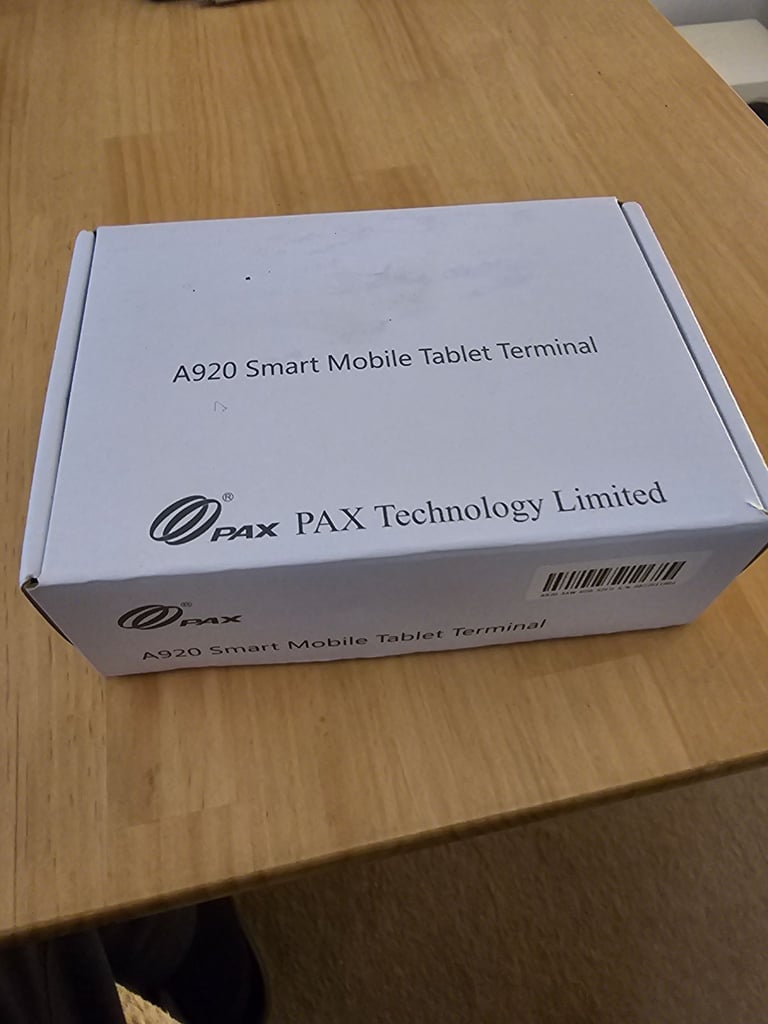 A920 Smart Mobile Tablet Terminal
®
PAX PAX Technology Limited
®
PAX
A920 Smart Mobile Tablet Terminal